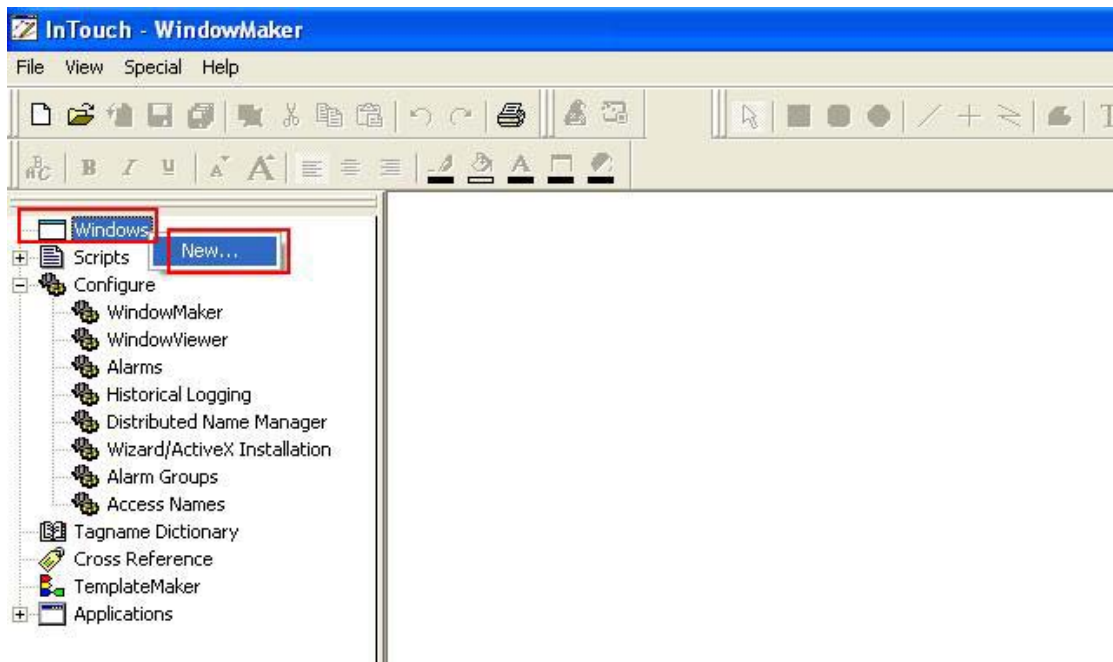 InTouch - WindowMaker
File View Special Help
T
ABC B I U A A A
Windows
New...
Scripts
Configure
WindowMaker
WindowViewer
Alarms
Historical Logging
Distributed Name Manager
Wizard/ActiveX Installation
Alarm Groups
Access Names
Tagname Dictionary
Cross Reference
TemplateMaker
Applications